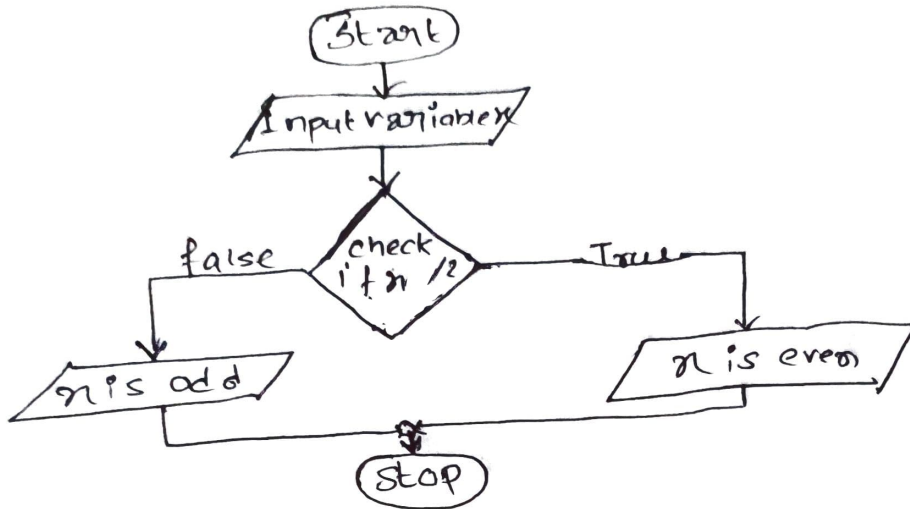 Start
Input variable n
check
if n /2
false
True
n is odd
n is even
Stop